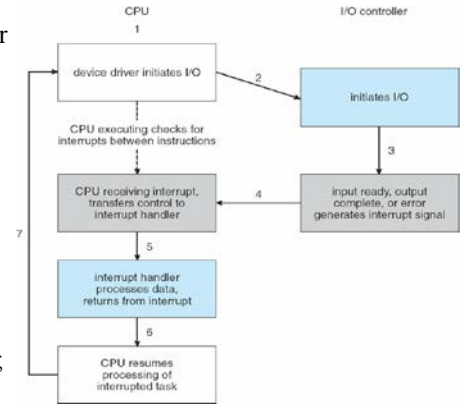 CPU
I/O controller
r
1
device driver initiates I/O
2
initiates I/O
CPU executing checks for
interrupts between instructions
3
CPU receiving interrupt,
transfers control to
interrupt handler
4
input ready, output
complete, or error
generates interrupt signal
7
5
interrupt handler
processes data,
returns from interrupt
6
CPU resumes
processing of
interrupted task
;